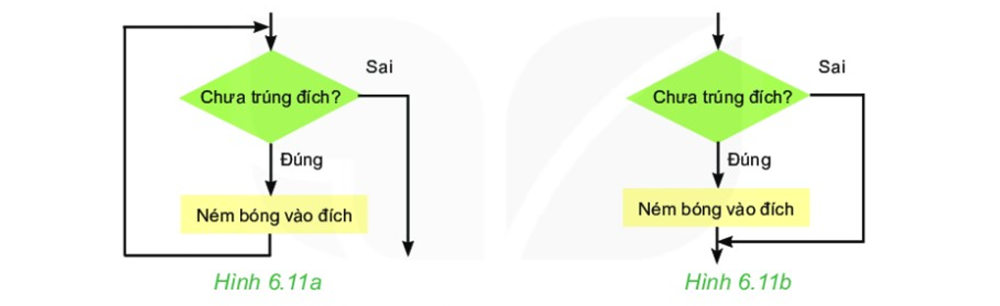 Sai
Chưa trúng đích?
Đúng
Ném bóng vào đích
Hình 6.11a
Sai
Chưa trúng đích?
Đúng
Ném bóng vào đích
Hình 6.11b